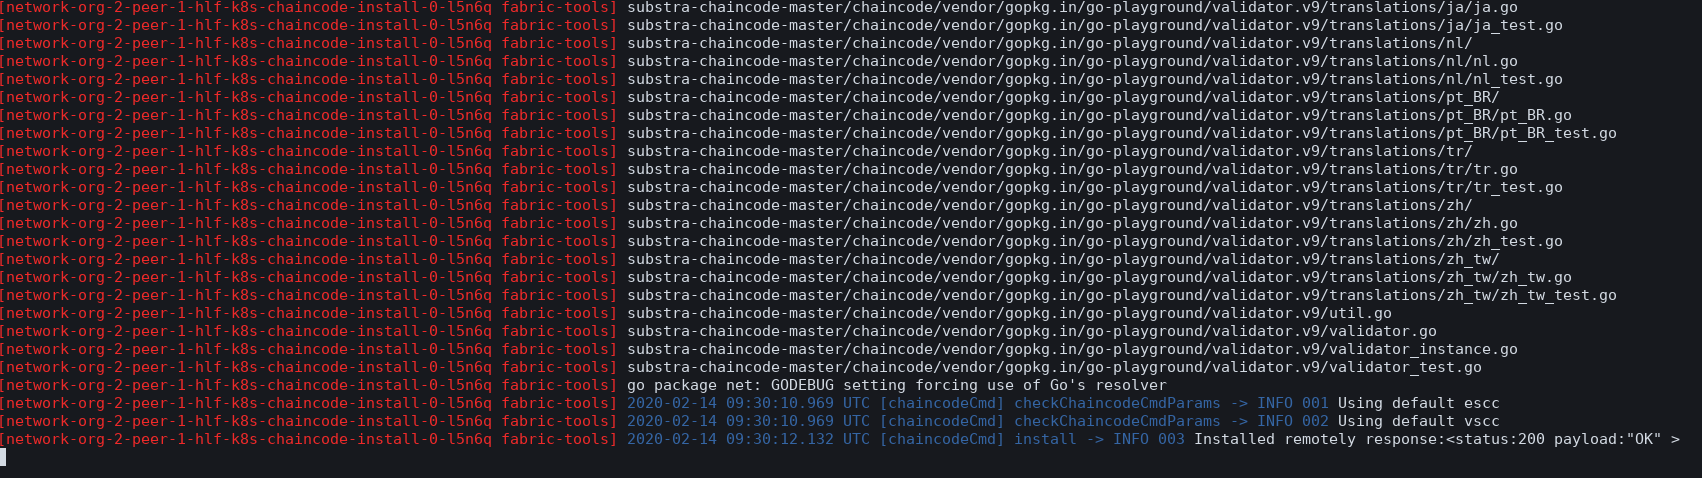 [network-org-2-peer-1-hlf-k8s-chaincode-install-0-l5n6q fabric-tools] substra-chaincode-master/chaincode/vendor/gopkg.in/go-playground/validator.v9/translations/ja/ja.go
[network-org-2-peer-1-hlf-k8s-chaincode-install-0-l5n6q fabric-tools] substra-chaincode-master/chaincode/vendor/gopkg.in/go-playground/validator.v9/translations/ja/ja_test.go
[network-org-2-peer-1-hlf-k8s-chaincode-install-0-l5n6q fabric-tools] substra-chaincode-master/chaincode/vendor/gopkg.in/go-playground/validator.v9/translations/nl/
[network-org-2-peer-1-hlf-k8s-chaincode-install-0-l5n6q fabric-tools] substra-chaincode-master/chaincode/vendor/gopkg.in/go-playground/validator.v9/translations/nl/nl.go
[network-org-2-peer-1-hlf-k8s-chaincode-install-0-l5n6q fabric-tools] substra-chaincode-master/chaincode/vendor/gopkg.in/go-playground/validator.v9/translations/nl/nl_test.go
[network-org-2-peer-1-hlf-k8s-chaincode-install-0-l5n6q fabric-tools] substra-chaincode-master/chaincode/vendor/gopkg.in/go-playground/validator.v9/translations/pt_BR/
[network-org-2-peer-1-hlf-k8s-chaincode-install-0-l5n6q fabric-tools] substra-chaincode-master/chaincode/vendor/gopkg.in/go-playground/validator.v9/translations/pt_BR/pt_BR.go
[network-org-2-peer-1-hlf-k8s-chaincode-install-0-l5n6q fabric-tools] substra-chaincode-master/chaincode/vendor/gopkg.in/go-playground/validator.v9/translations/pt_BR/pt_BR_test.go
[network-org-2-peer-1-hlf-k8s-chaincode-install-0-l5n6q fabric-tools] substra-chaincode-master/chaincode/vendor/gopkg.in/go-playground/validator.v9/translations/tr/
[network-org-2-peer-1-hlf-k8s-chaincode-install-0-l5n6q fabric-tools] substra-chaincode-master/chaincode/vendor/gopkg.in/go-playground/validator.v9/translations/tr/tr.go
[network-org-2-peer-1-hlf-k8s-chaincode-install-0-l5n6q fabric-tools] substra-chaincode-master/chaincode/vendor/gopkg.in/go-playground/validator.v9/translations/tr/tr_test.go
[network-org-2-peer-1-hlf-k8s-chaincode-install-0-l5n6q fabric-tools] substra-chaincode-master/chaincode/vendor/gopkg.in/go-playground/validator.v9/translations/zh/
[network-org-2-peer-1-hlf-k8s-chaincode-install-0-l5n6q fabric-tools] substra-chaincode-master/chaincode/vendor/gopkg.in/go-playground/validator.v9/translations/zh/zh.go
[network-org-2-peer-1-hlf-k8s-chaincode-install-0-l5n6q fabric-tools] substra-chaincode-master/chaincode/vendor/gopkg.in/go-playground/validator.v9/translations/zh/zh_test.go
[network-org-2-peer-1-hlf-k8s-chaincode-install-0-l5n6q fabric-tools] substra-chaincode-master/chaincode/vendor/gopkg.in/go-playground/validator.v9/translations/zh_tw/
[network-org-2-peer-1-hlf-k8s-chaincode-install-0-l5n6q fabric-tools] substra-chaincode-master/chaincode/vendor/gopkg.in/go-playground/validator.v9/translations/zh_tw/zh_tw.go
[network-org-2-peer-1-hlf-k8s-chaincode-install-0-l5n6q fabric-tools] substra-chaincode-master/chaincode/vendor/gopkg.in/go-playground/validator.v9/translations/zh_tw/zh_tw_test.go
[network-org-2-peer-1-hlf-k8s-chaincode-install-0-l5n6q fabric-tools] substra-chaincode-master/chaincode/vendor/gopkg.in/go-playground/validator.v9/util.go
[network-org-2-peer-1-hlf-k8s-chaincode-install-0-l5n6q fabric-tools] substra-chaincode-master/chaincode/vendor/gopkg.in/go-playground/validator.v9/validator.go
[network-org-2-peer-1-hlf-k8s-chaincode-install-0-l5n6q fabric-tools] substra-chaincode-master/chaincode/vendor/gopkg.in/go-playground/validator.v9/validator_instance.go
[network-org-2-peer-1-hlf-k8s-chaincode-install-0-l5n6q fabric-tools] substra-chaincode-master/chaincode/vendor/gopkg.in/go-playground/validator.v9/validator_test.go
[network-org-2-peer-1-hlf-k8s-chaincode-install-0-l5n6q fabric-tools] go package net: GODEBUG setting forcing use of Go's resolver
[network-org-2-peer-1-hlf-k8s-chaincode-install-0-l5n6q fabric-tools] 2020-02-14 09:30:10.969 UTC [chaincodeCmd] checkChaincodeCmdParams -> INFO 001 Using default escc
[network-org-2-peer-1-hlf-k8s-chaincode-install-0-l5n6q fabric-tools] 2020-02-14 09:30:10.969 UTC [chaincodeCmd] checkChaincodeCmdParams -> INFO 002 Using default vscc
[network-org-2-peer-1-hlf-k8s-chaincode-install-0-l5n6q fabric-tools] 2020-02-14 09:30:12.132 UTC [chaincodeCmd] install -> INFO 003 Installed remotely response:<status:200 payload:"OK" >